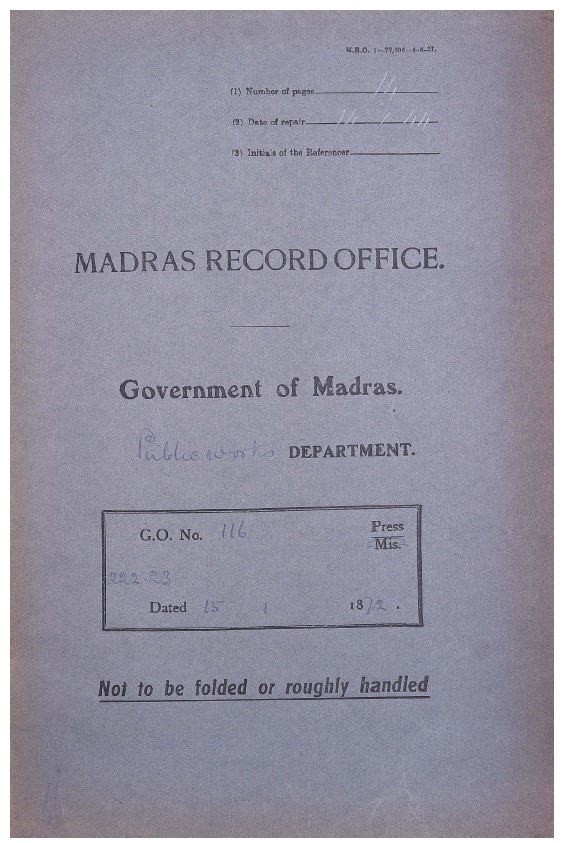 M.R.O. 1—77,000—8-6-37.
(1) Number of pages 14
(2) Date of repair
(3) Initials of the Referencer
MADRAS RECORD OFFICE.
Government of Madras.
Public works DEPARTMENT.
G.O. No. 116 Press
Mis.
222-23
Dated 15 1 1872.
Not to be folded or roughly handled